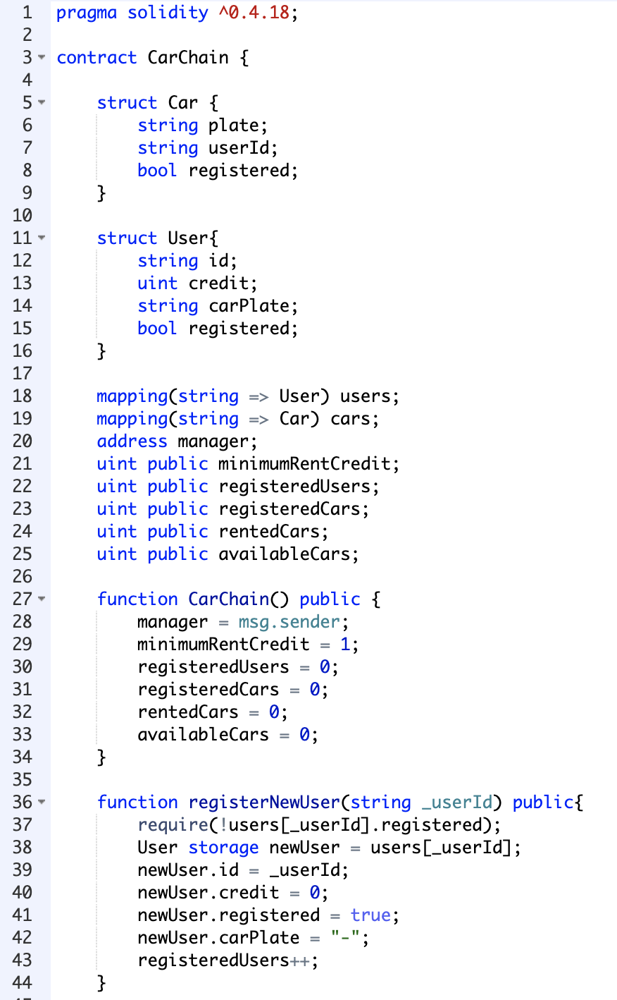 1 pragma solidity ^0.4.18;
2
3 contract CarChain {
4
5     struct Car {
6         string plate;
7         string userId;
8         bool registered;
9     }
10
11     struct User{
12         string id;
13         uint credit;
14         string carPlate;
15         bool registered;
16     }
17
18     mapping(string => User) users;
19     mapping(string => Car) cars;
20     address manager;
21     uint public minimumRentCredit;
22     uint public registeredUsers;
23     uint public registeredCars;
24     uint public rentedCars;
25     uint public availableCars;
26
27     function CarChain() public {
28         manager = msg.sender;
29         minimumRentCredit = 1;
30         registeredUsers = 0;
31         registeredCars = 0;
32         rentedCars = 0;
33         availableCars = 0;
34     }
35
36     function registerNewUser(string _userId) public{
37         require(!users[_userId].registered);
38         User storage newUser = users[_userId];
39         newUser.id = _userId;
40         newUser.credit = 0;
41         newUser.registered = true;
42         newUser.carPlate = "-";
43         registeredUsers++;
44     }